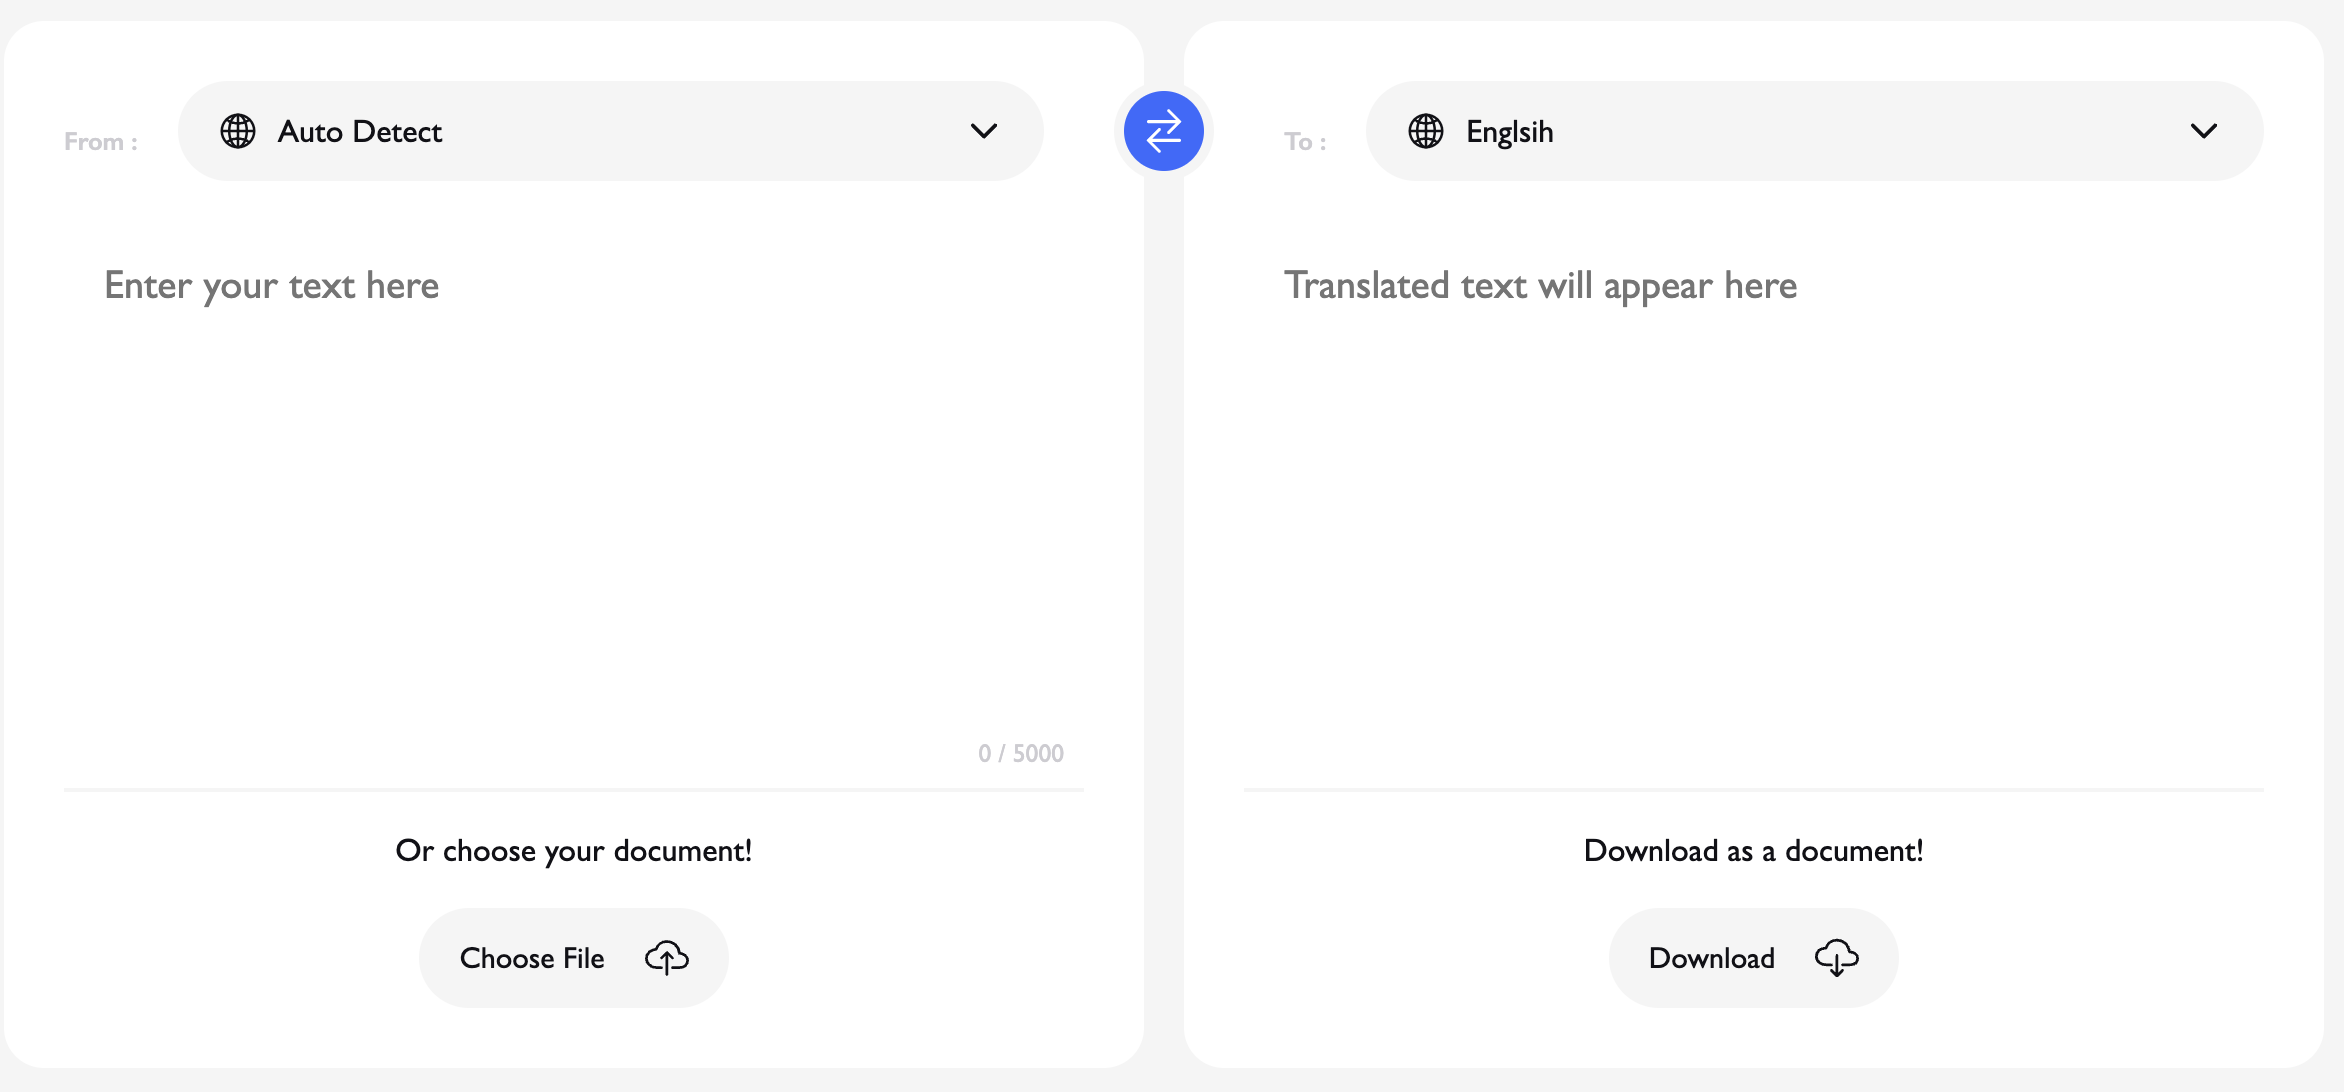 From :
Auto Detect
To :
Englsih
Enter your text here
Translated text will appear here
0 / 5000
Or choose your document!
Download as a document!
Choose File
Download